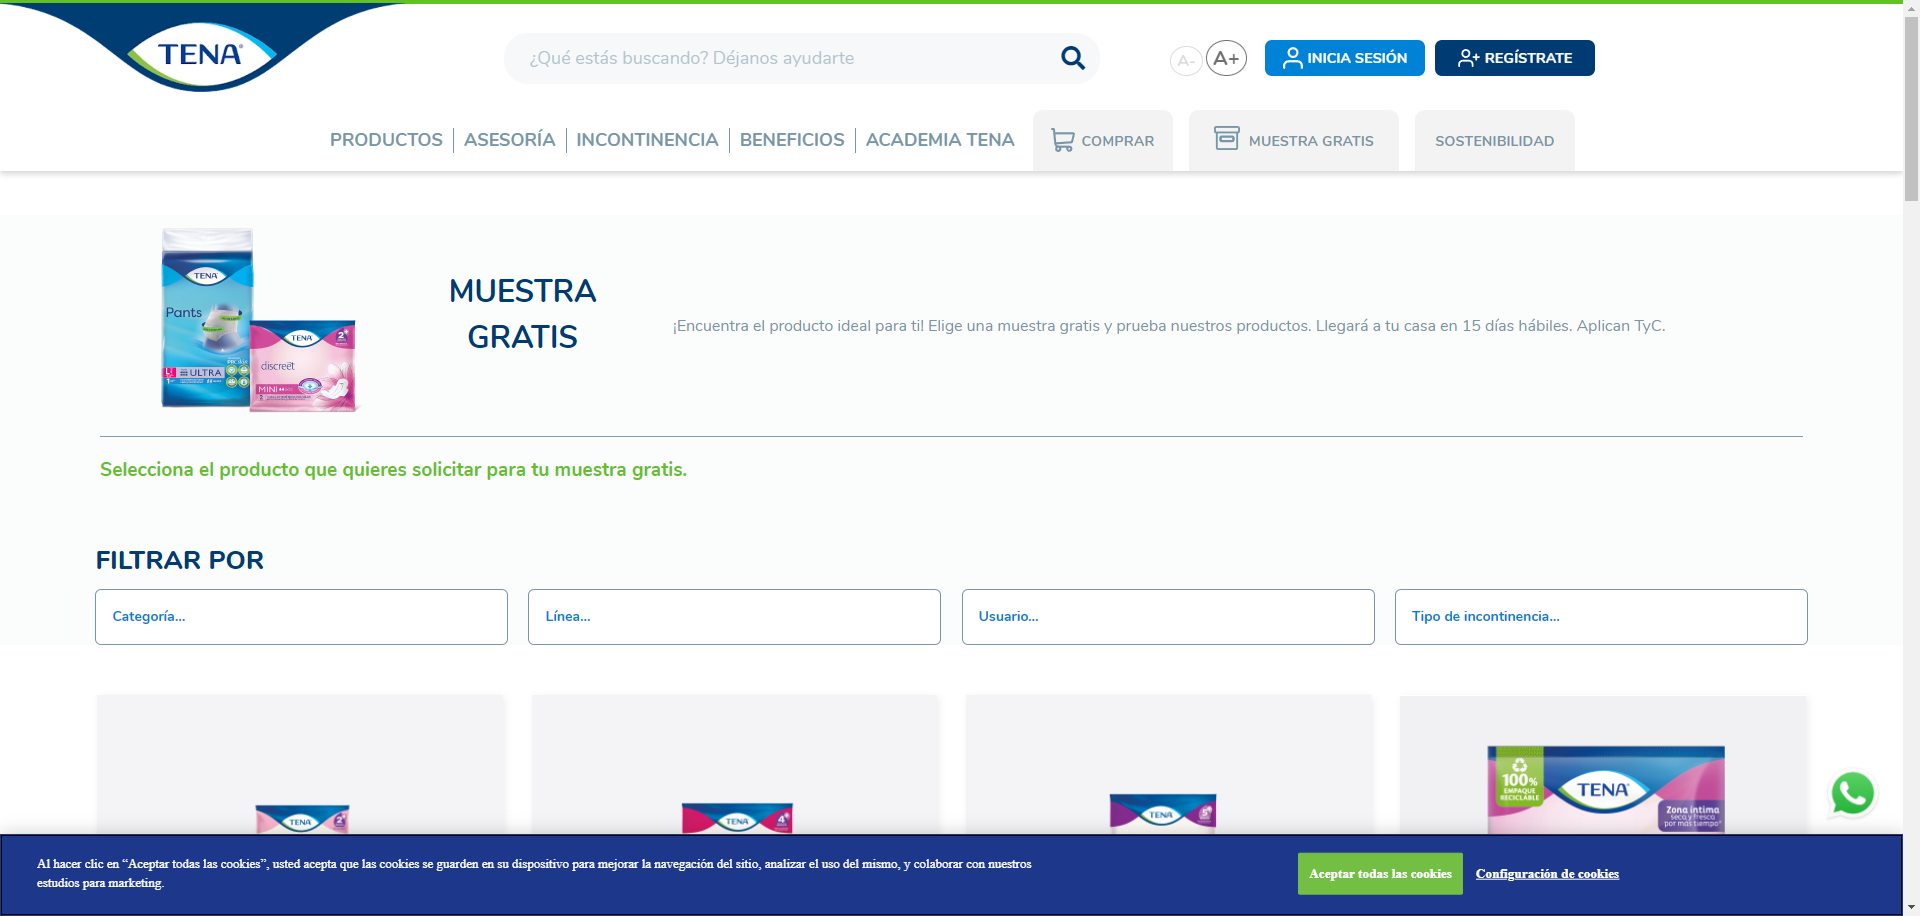 TENA
¿Qué estás buscando? Déjanos ayudarte
A-
A+
INICIA SESIÓN
REGÍSTRATE
PRODUCTOS
ASESORÍA
INCONTINENCIA
BENEFICIOS
ACADEMIA TENA
COMPRAR
MUESTRA GRATIS
SOSTENIBILIDAD
TENA
Pants
ULTRA
TENA
2
discreet
MINI
MUESTRA
GRATIS
¡Encuentra el producto ideal para ti! Elige una muestra gratis y prueba nuestros productos. Llegará a tu casa en 15 días hábiles. Aplican TyC.
Selecciona el producto que quieres solicitar para tu muestra gratis.
FILTRAR POR
Categoría...
Línea...
Usuario...
Tipo de incontinencia...
TENA
2
TENA
4
TENA
5
100%
EMPAQUE
RECICLABLE
TENA
Zona íntima
seca y fresca
por más tiempo*
Al hacer clic en “Aceptar todas las cookies”, usted acepta que las cookies se guarden en su dispositivo para mejorar la navegación del sitio, analizar el uso del mismo, y colaborar con nuestros
estudios para marketing.
Aceptar todas las cookies
Configuración de cookies